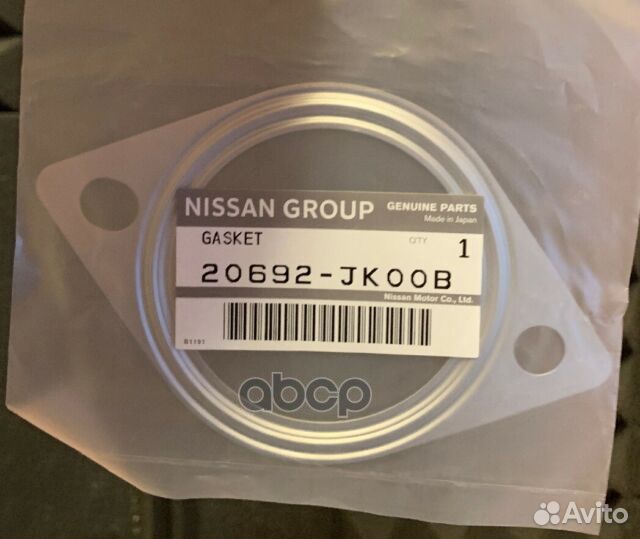 NISSAN GROUP GENUINE PARTS
Made in Japan
GASKET QTY 1
20692-JK00B
Nissan Motor Co., Ltd.
B1191
abcp
Avito